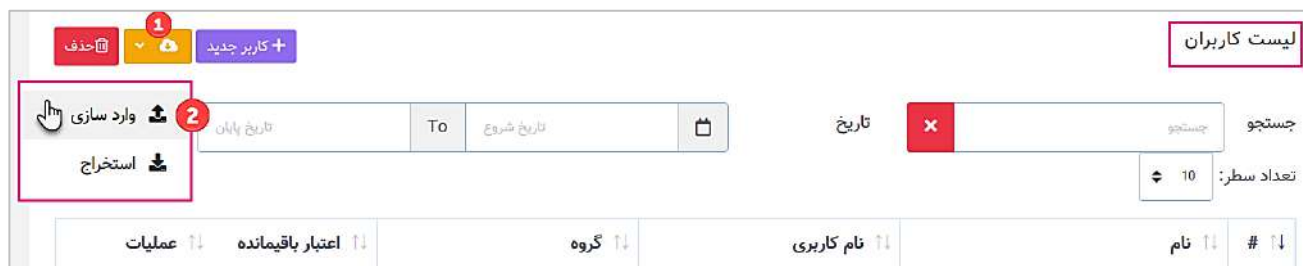 لیست کاربران
+ کاربر جدید
1
حذف
جستجو جستجو
تاریخ تاریخ شروع To تاریخ پایان
2 وارد سازی
استخراج
تعداد سطر: 10
# نام نام کاربری گروه اعتبار باقیمانده عملیات